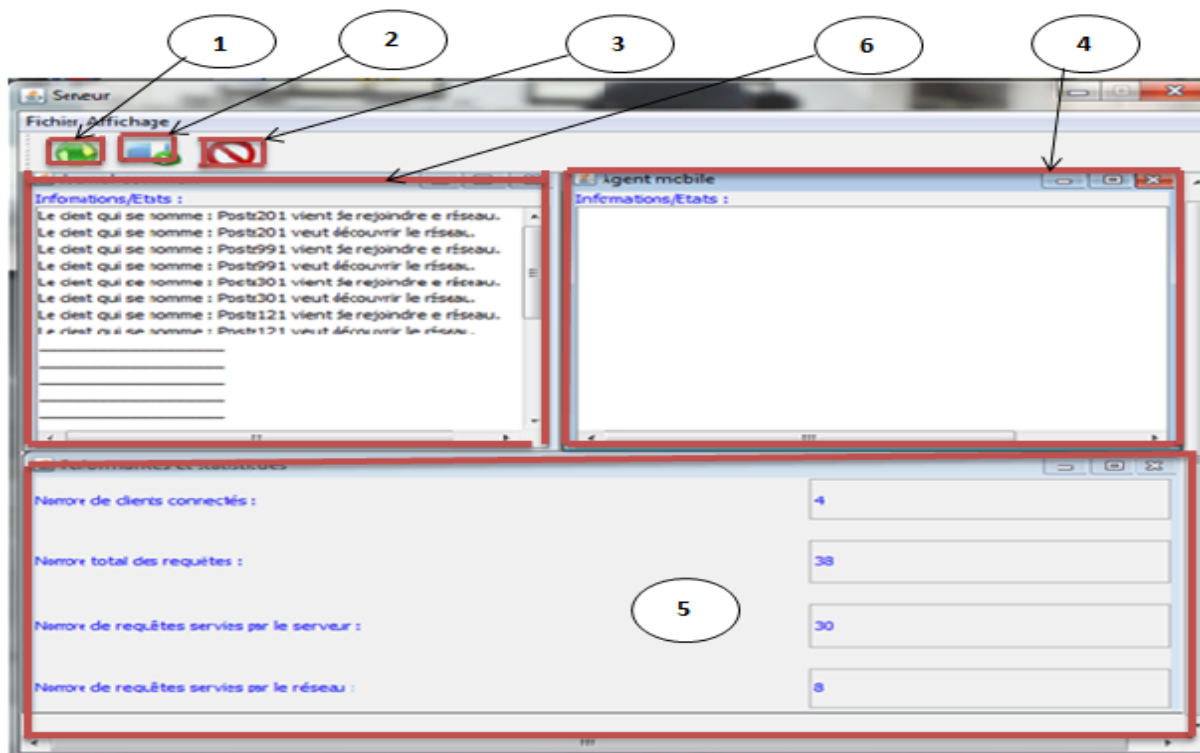 1
2
3
6
4
Serveur
Fichier Affichage
Agent mobile
Informations/Etats :
Informations/Etats :
Le client qui se nomme : Poste201 vient de rejoindre le réseau.
Le client qui se nomme : Poste201 veut découvrir le réseau.
Le client qui se nomme : Poste991 vient de rejoindre le réseau.
Le client qui se nomme : Poste991 veut découvrir le réseau.
Le client qui se nomme : Poste301 vient de rejoindre le réseau.
Le client qui se nomme : Poste301 veut découvrir le réseau.
Le client qui se nomme : Poste121 vient de rejoindre le réseau.
Le client qui se nomme : Poste121 veut découvrir le réseau.
Performances et statistiques
Nombre de clients connectés :
4
Nombre total des requêtes :
38
5
Nombre de requêtes servies par le serveur :
30
Nombre de requêtes servies par le réseau :
8